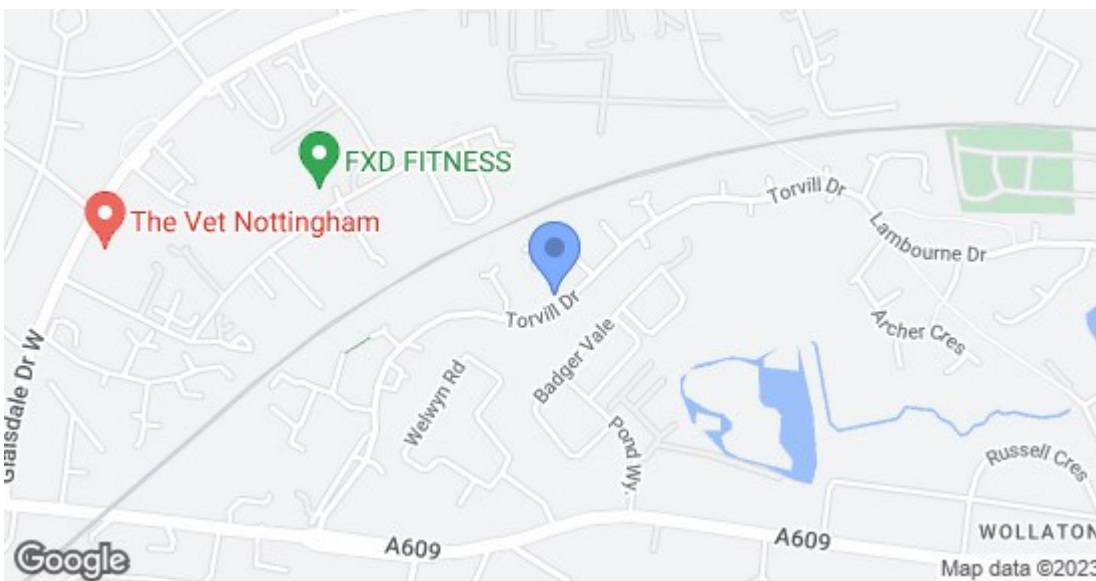 FXD FITNESS
The Vet Nottingham
Torvill Dr
Lambourne Dr
Torvill Dr
Archer Cres
Badger Vale
Welwyn Rd
Glaisdale Dr W
Pond Wy.
Russell Cres
WOLLATON
A609
A609
Google
Map data ©2023